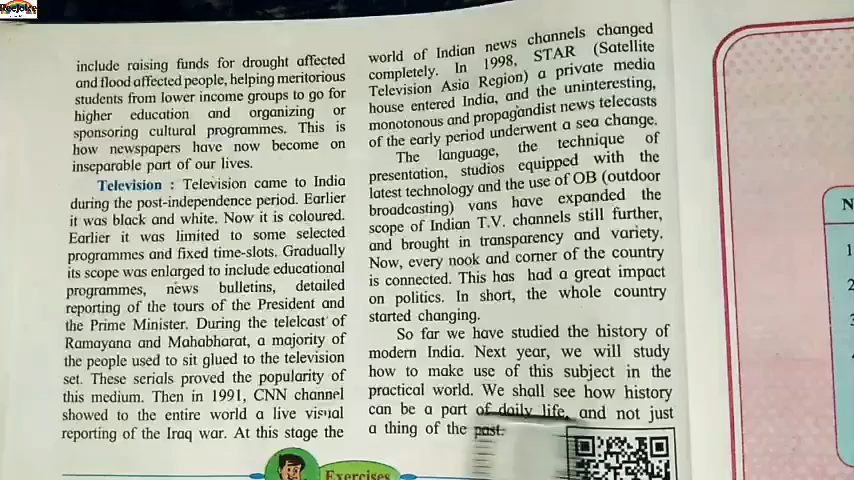 Reejoice
include raising funds for drought affected
and flood affected people, helping meritorious
students from lower income groups to go for
higher education and organizing or
sponsoring cultural programmes. This is
how newspapers have now become on
inseparable part of our lives.
Television : Television came to India
during the post-independence period. Earlier
it was black and white. Now it is coloured.
Earlier it was limited to some selected
programmes and fixed time-slots. Gradually
its scope was enlarged to include educational
programmes, news bulletins, detailed
reporting of the tours of the President and
the Prime Minister. During the telelcast of
Ramayana and Mahabharat, a majority of
the people used to sit glued to the television
set. These serials proved the popularity of
this medium. Then in 1991, CNN channel
showed to the entire world a live visual
reporting of the Iraq war. At this stage the
world of Indian news channels changed
completely. In 1998, STAR (Satellite
Television Asia Region) a private media
house entered India, and the uninteresting,
monotonous and propagandist news telecasts
of the early period underwent a sea change.
The language, the technique of
presentation, studios equipped with the
latest technology and the use of OB (outdoor
broadcasting) vans have expanded the
scope of Indian T.V. channels still further,
and brought in transparency and variety.
Now, every nook and corner of the country
is connected. This has had a great impact
on politics. In short, the whole country
started changing.
So far we have studied the history of
modern India. Next year, we will study
how to make use of this subject in the
practical world. We shall see how history
can be a part of daily life, and not just
a thing of the past.
Exercises
N
1
2
3